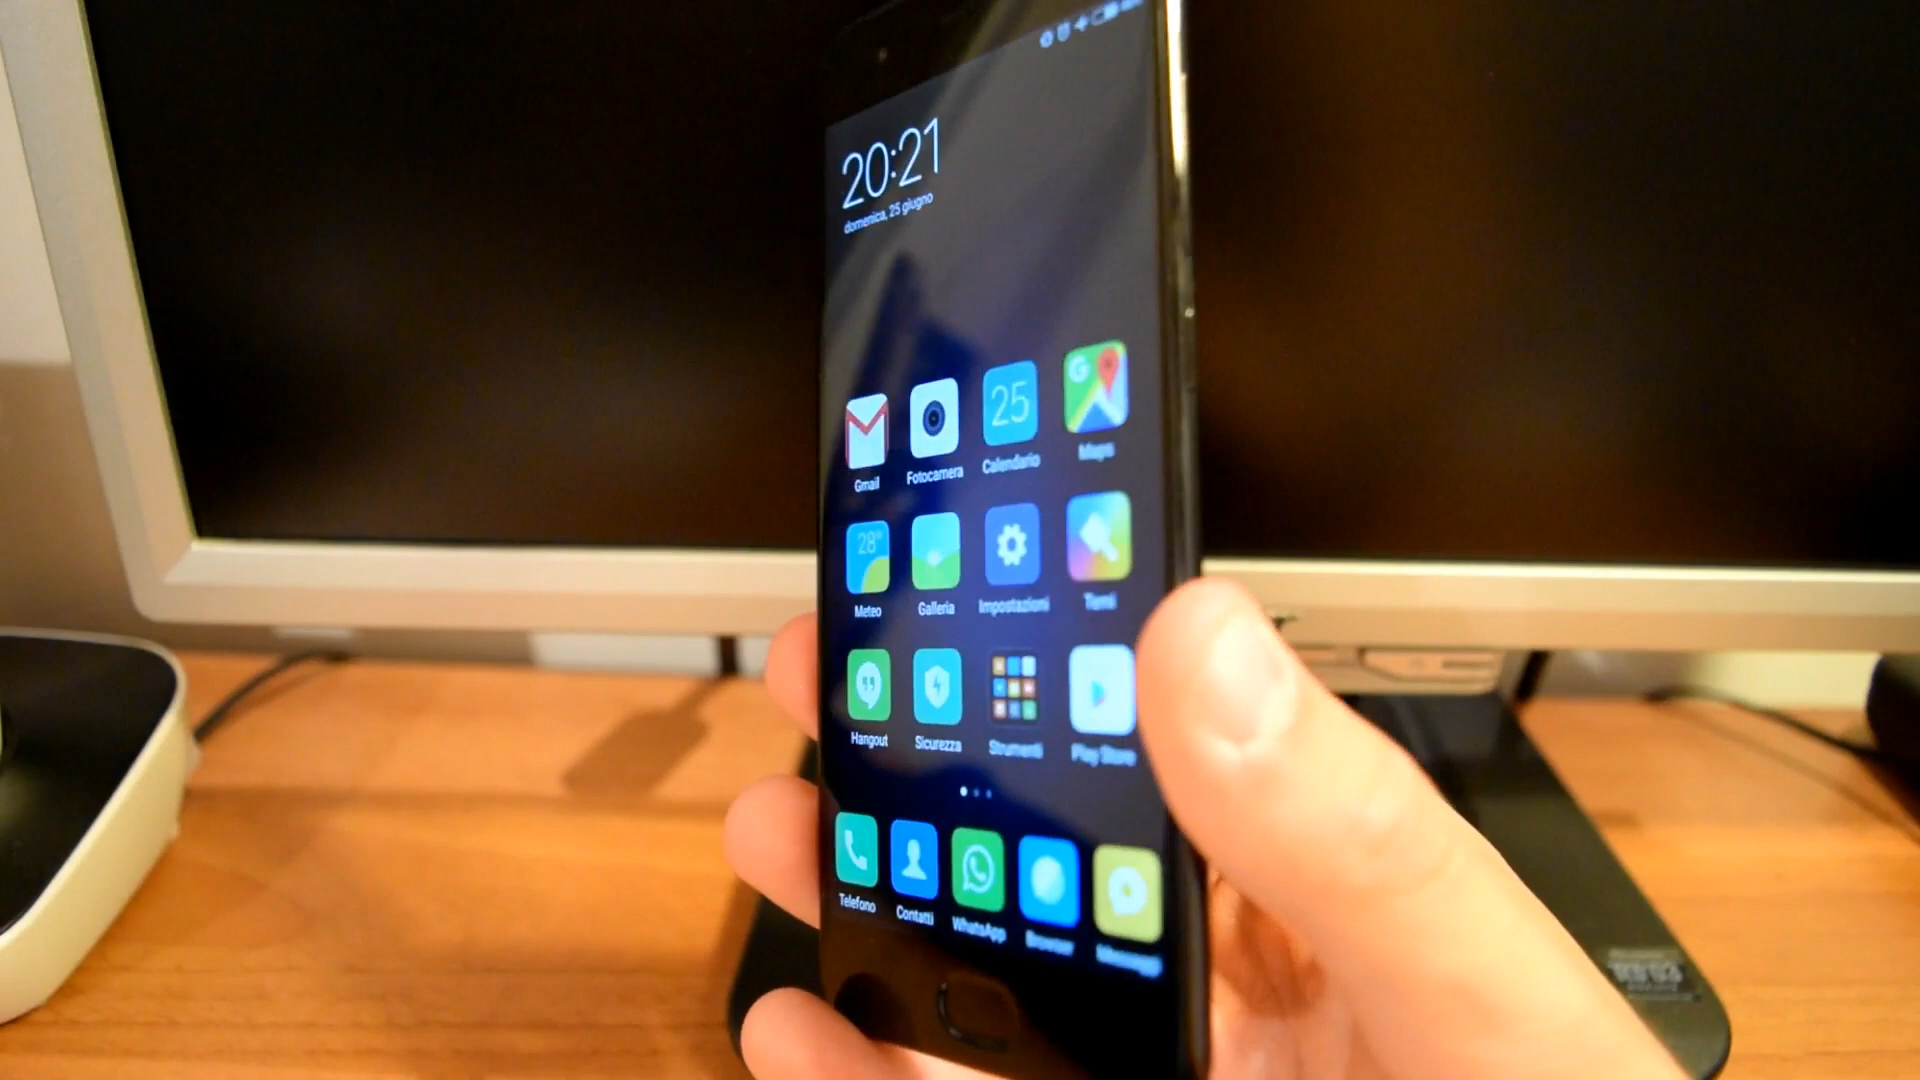 20:21
domenica, 25 giugno
25
Gmail
Fotocamera
Calendario
Maps
28°
Meteo
Galleria
Impostazioni
Temi
Hangout
Sicurezza
Strumenti
Play Store
Telefono
Contatti
WhatsApp
Browser
Messaggi